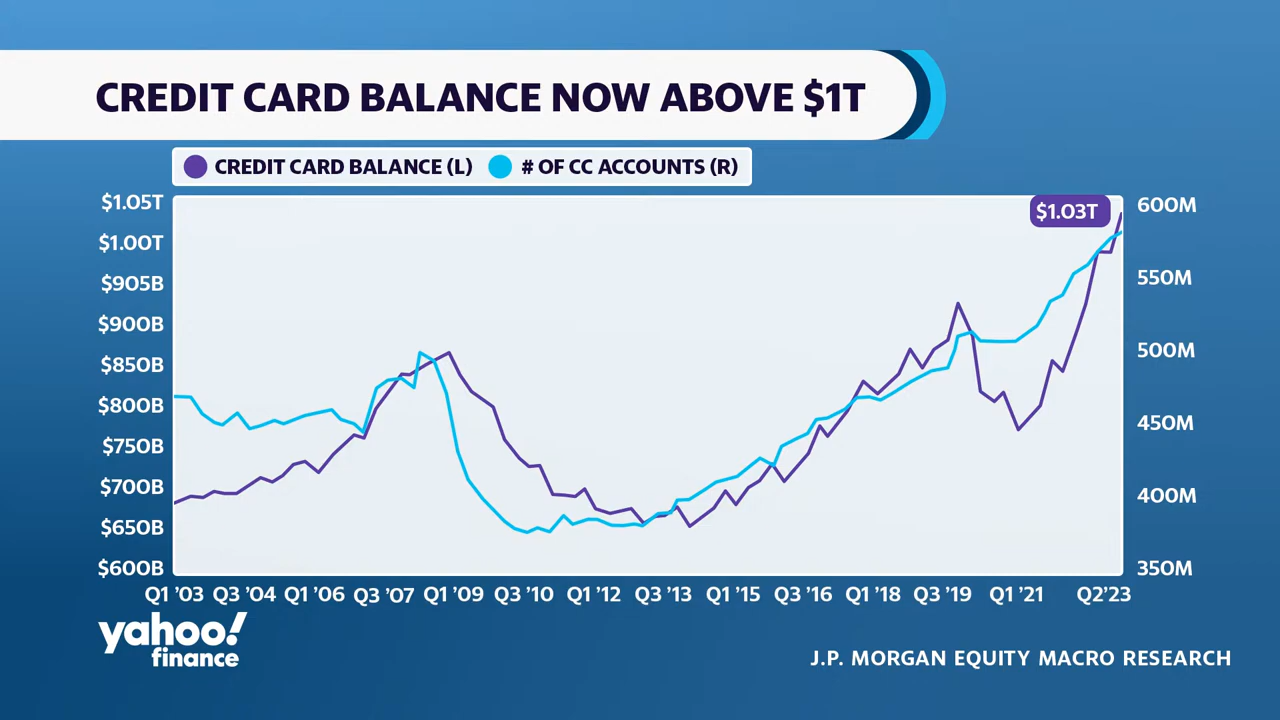 CREDIT CARD BALANCE NOW ABOVE $1T
CREDIT CARD BALANCE (L) # OF CC ACCOUNTS (R)
$1.05T
$1.00T
$905B
$900B
$850B
$800B
$750B
$700B
$650B
$600B
$1.03T
600M
550M
500M
450M
400M
350M
Q1 '03 Q3 '04 Q1 '06 Q3 '07 Q1 '09 Q3 '10 Q1 '12 Q3 '13 Q1 '15 Q3 '16 Q1 '18 Q3 '19 Q1 '21 Q2'23
yahoo!
finance
J.P. MORGAN EQUITY MACRO RESEARCH